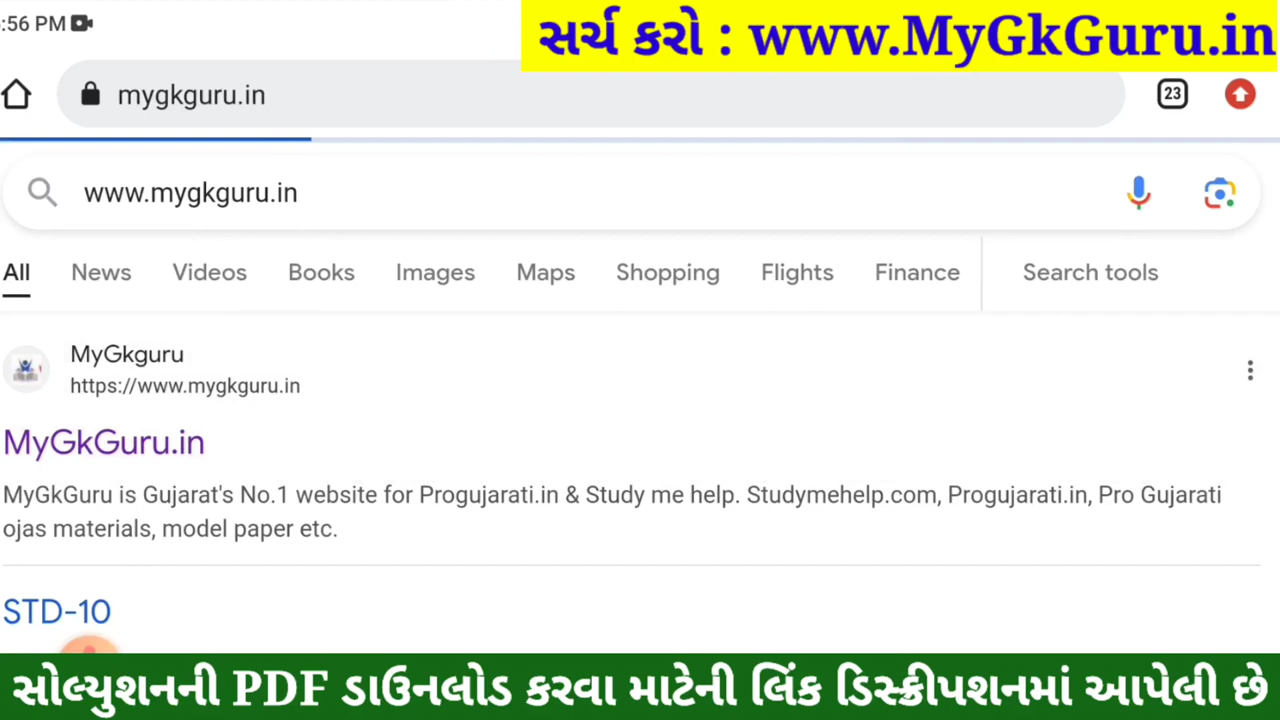 :56 PM
સર્ચ કરો : www.MyGkGuru.in
mygkguru.in
23
www.mygkguru.in
All News Videos Books Images Maps Shopping Flights Finance Search tools
MyGkguru
https://www.mygkguru.in
MyGkGuru.in
MyGkGuru is Gujarat's No.1 website for Progujarati.in & Study me help. Studymehelp.com, Progujarati.in, Pro Gujarati
ojas materials, model paper etc.
STD-10
સોલ્યુશનની PDF ડાઉનલોડ કરવા માટેની લિંક ડિસ્ક્રીપશનમાં આપેલી છે